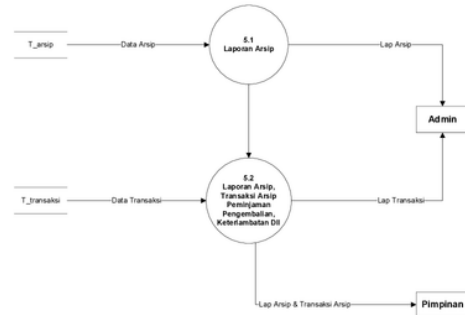 5.1
Laporan Arsip
T_arsip
Data Arsip
Lap Arsip
Admin
5.2
Laporan Arsip,
Transaksi Arsip
Peminjaman
Pengembalian,
Keterlambatan Dll
T_transaksi
Data Transaksi
Lap Transaksi
Lap Arsip & Transaksi Arsip
Pimpinan